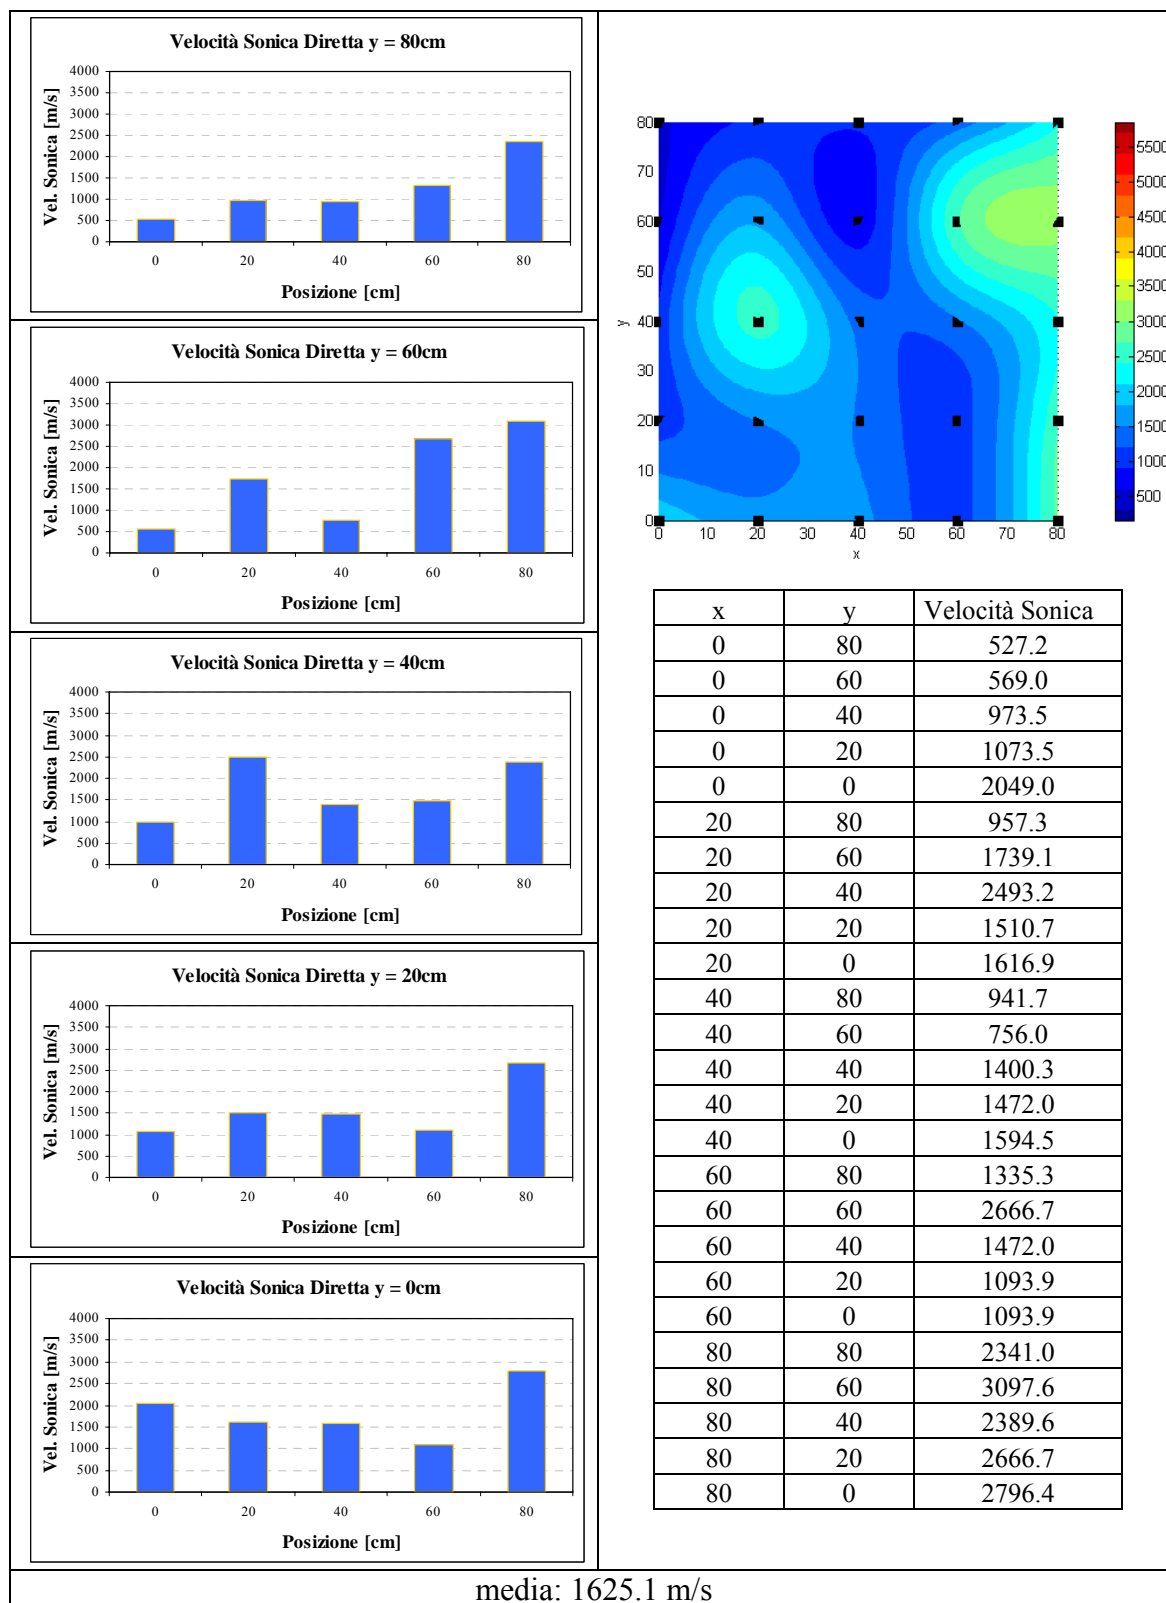 Velocità Sonica Diretta y = 80cm
Vel. Sonica [m/s]
4000
3500
3000
2500
2000
1500
1000
500
0
0 20 40 60 80
Posizione [cm]
Velocità Sonica Diretta y = 60cm
Vel. Sonica [m/s]
4000
3500
3000
2500
2000
1500
1000
500
0
0 20 40 60 80
Posizione [cm]
Velocità Sonica Diretta y = 40cm
Vel. Sonica [m/s]
4000
3500
3000
2500
2000
1500
1000
500
0
0 20 40 60 80
Posizione [cm]
Velocità Sonica Diretta y = 20cm
Vel. Sonica [m/s]
4000
3500
3000
2500
2000
1500
1000
500
0
0 20 40 60 80
Posizione [cm]
Velocità Sonica Diretta y = 0cm
Vel. Sonica [m/s]
4000
3500
3000
2500
2000
1500
1000
500
0
0 20 40 60 80
Posizione [cm]
80
70
60
50
40
30
20
10
0
y
0 10 20 30 40 50 60 70 80
x
5500
5000
4500
4000
3500
3000
2500
2000
1500
1000
500
x y Velocità Sonica
0 80 527.2
0 60 569.0
0 40 973.5
0 20 1073.5
0 0 2049.0
20 80 957.3
20 60 1739.1
20 40 2493.2
20 20 1510.7
20 0 1616.9
40 80 941.7
40 60 756.0
40 40 1400.3
40 20 1472.0
40 0 1594.5
60 80 1335.3
60 60 2666.7
60 40 1472.0
60 20 1093.9
60 0 1093.9
80 80 2341.0
80 60 3097.6
80 40 2389.6
80 20 2666.7
80 0 2796.4
media: 1625.1 m/s